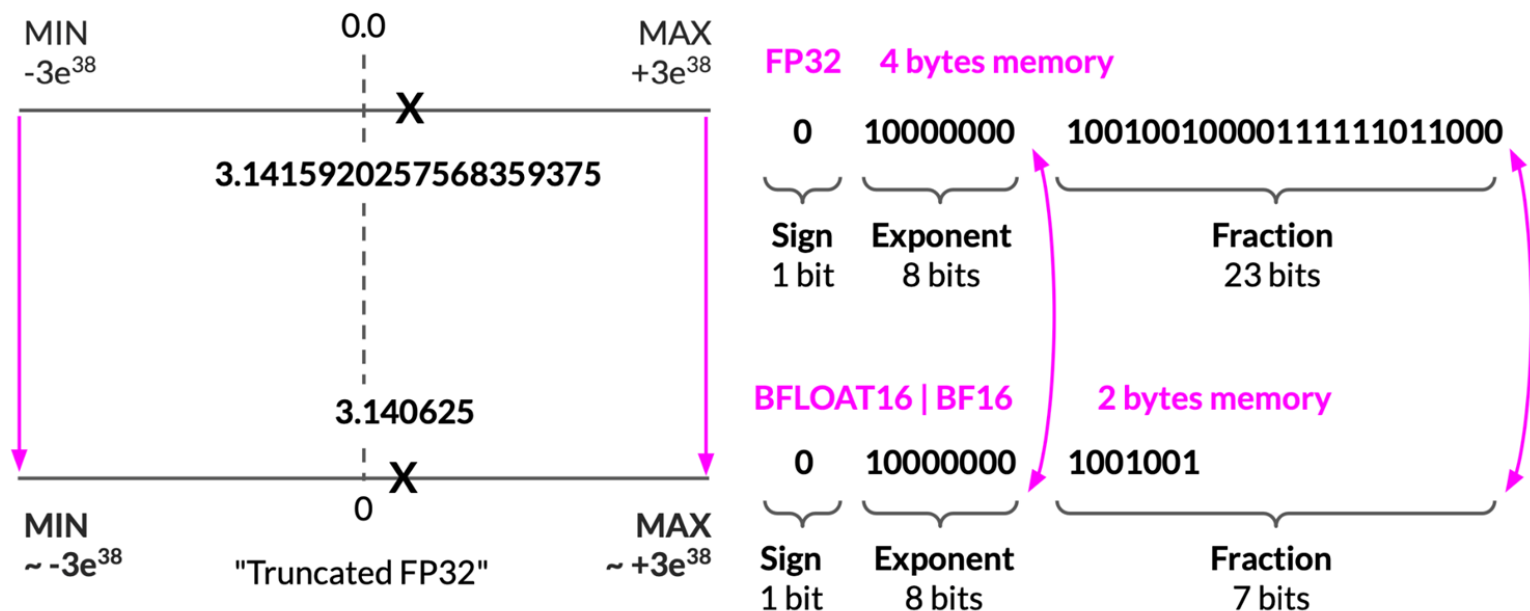 MIN
-3e³⁸
0.0
MAX
+3e³⁸
X
3.1415920257568359375
3.140625
X
0
MIN
~ -3e³⁸
"Truncated FP32"
MAX
~ +3e³⁸
FP32 4 bytes memory
0 10000000 10010010000111111011000
Sign Exponent Fraction
1 bit 8 bits 23 bits
BFLOAT16 | BF16 2 bytes memory
0 10000000 1001001
Sign Exponent Fraction
1 bit 8 bits 7 bits